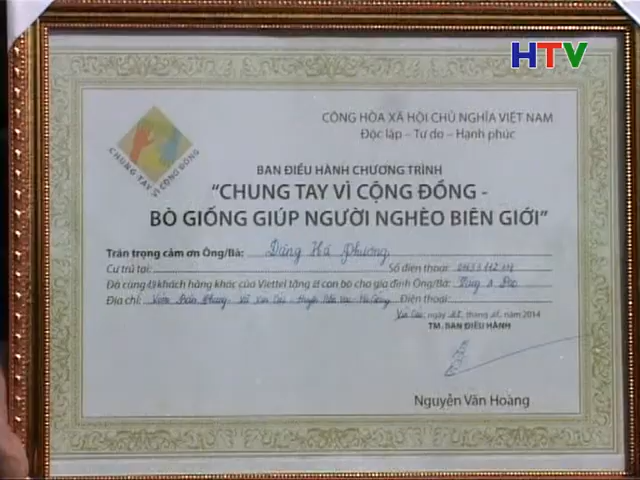 HTV
CỘNG HÒA XÃ HỘI CHỦ NGHĨA VIỆT NAM
Độc lập – Tự do – Hạnh phúc
CHUNG TAY VÌ CỘNG ĐỒNG
BAN ĐIỀU HÀNH CHƯƠNG TRÌNH
"CHUNG TAY VÌ CỘNG ĐỒNG -
BÒ GIỐNG GIÚP NGƯỜI NGHÈO BIÊN GIỚI"
Trân trọng cảm ơn Ông/Bà: Đặng Hà Phương
Cư trú tại: Số điện thoại:
Đã cùng khách hàng khác của Viettel tặng con bò cho gia đình Ông/Bà:
Địa chỉ: Điện thoại:
ngày tháng 2014
TM. BAN ĐIỀU HÀNH
Nguyễn Văn Hoàng